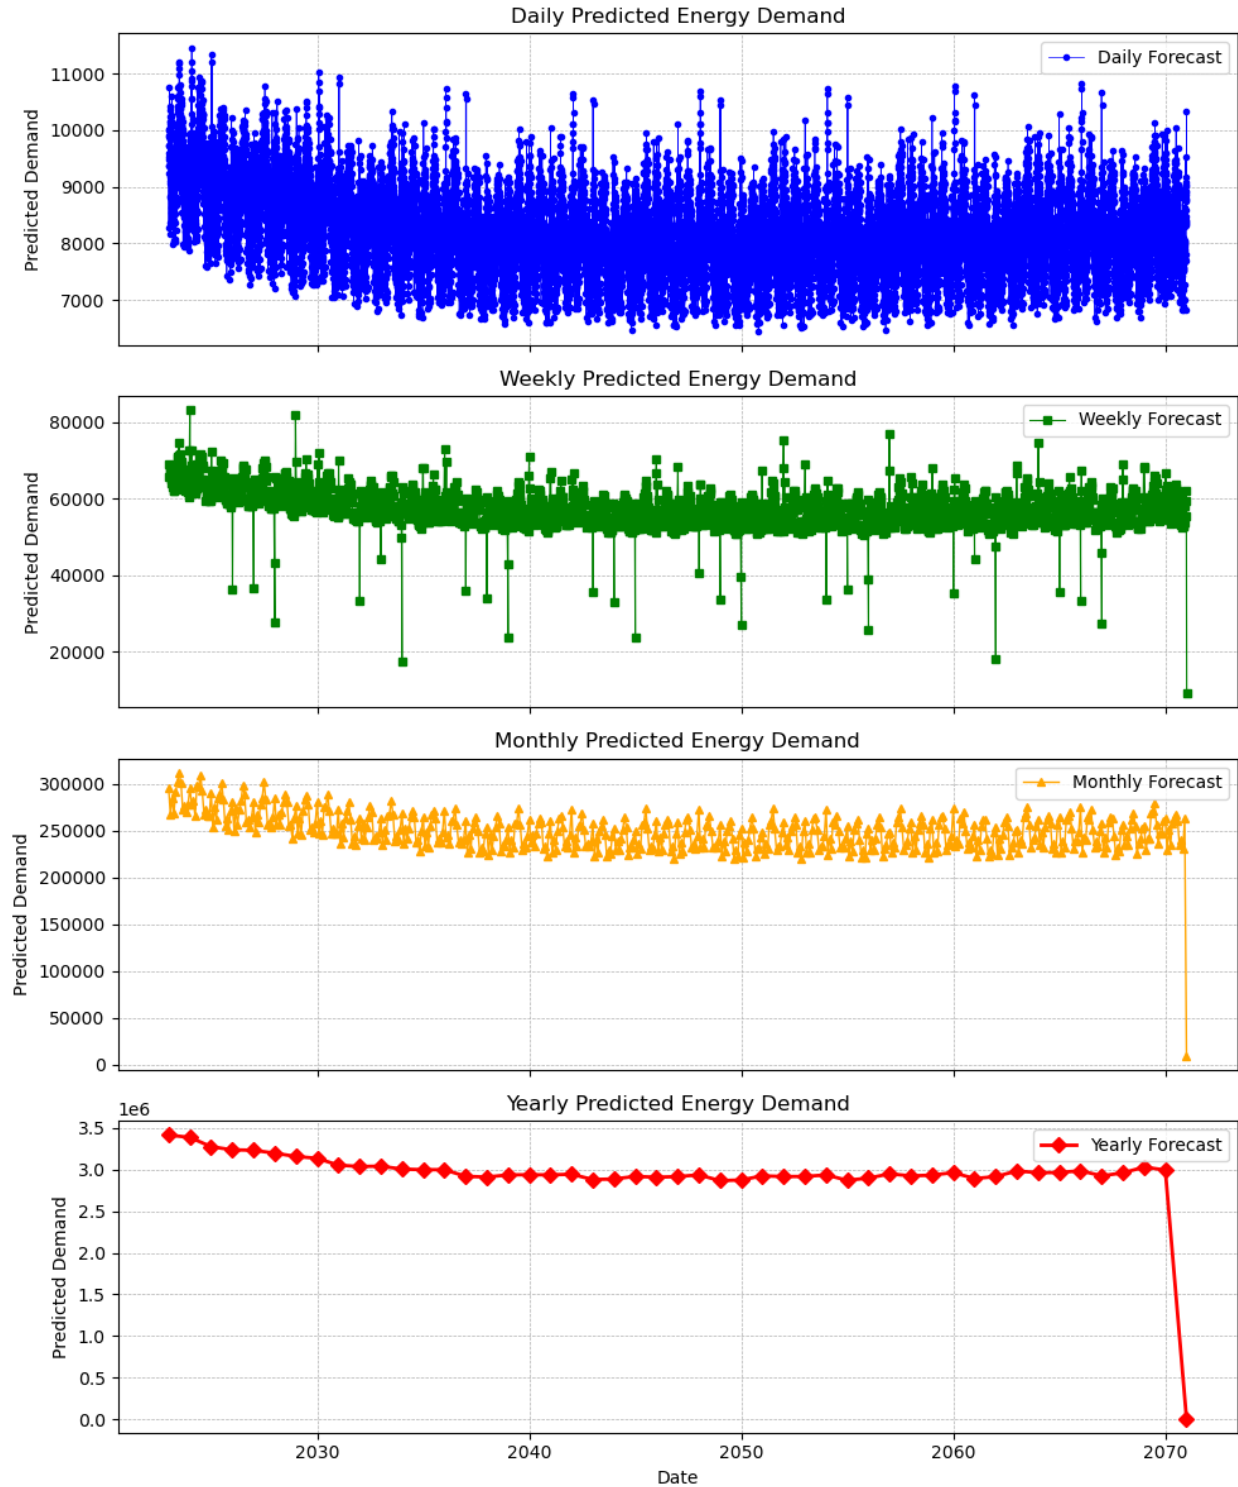 Daily Predicted Energy Demand
Daily Forecast
Predicted Demand
11000
10000
9000
8000
7000
Weekly Predicted Energy Demand
Weekly Forecast
Predicted Demand
80000
60000
40000
20000
Monthly Predicted Energy Demand
Monthly Forecast
Predicted Demand
300000
250000
200000
150000
100000
50000
0
Yearly Predicted Energy Demand
1e6
Yearly Forecast
Predicted Demand
3.5
3.0
2.5
2.0
1.5
1.0
0.5
0.0
2030 2040 2050 2060 2070
Date